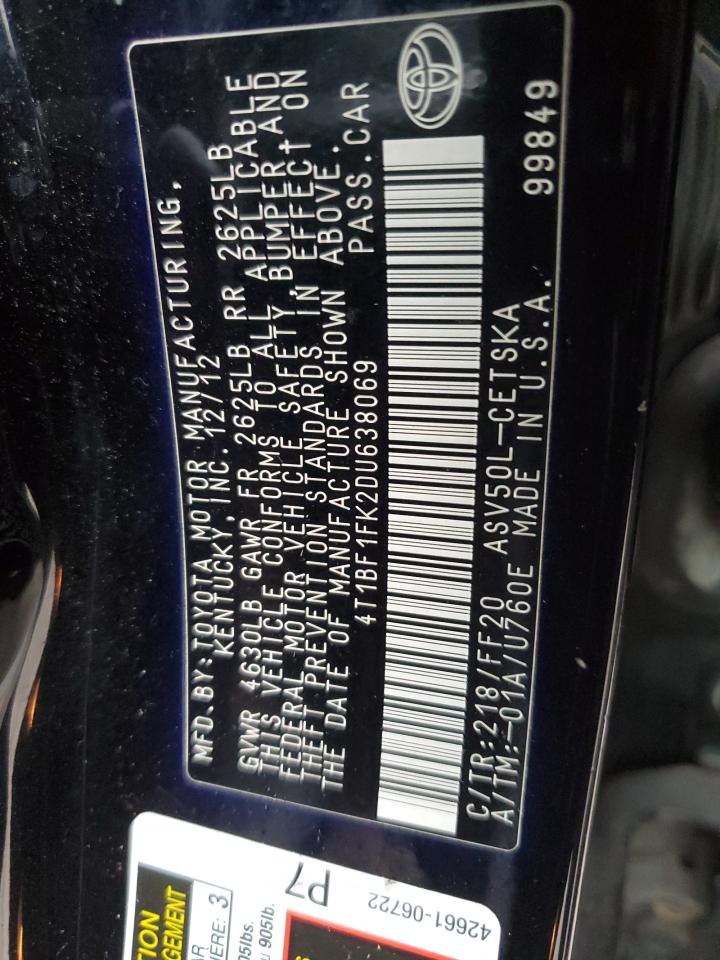 MFD. BY: TOYOTA MOTOR MANUFACTURING,
KENTUCKY, INC. 12/12
GVWR 4630LB GAWR FR 2625LB RR 2625LB
THIS VEHICLE CONFORMS TO ALL APPLICABLE
FEDERAL MOTOR VEHICLE SAFETY, BUMPER, AND
THEFT PREVENTION STANDARDS IN EFFECT ON
THE DATE OF MANUFACTURE SHOWN ABOVE.
4T1BF1FK2DU638069 PASS. CAR
C/TR: 218/FF20 ASV50L-CETSKA
A/TM: -01A/U760E MADE IN U.S.A. 99849
P7
42661-06722
3
905lb.